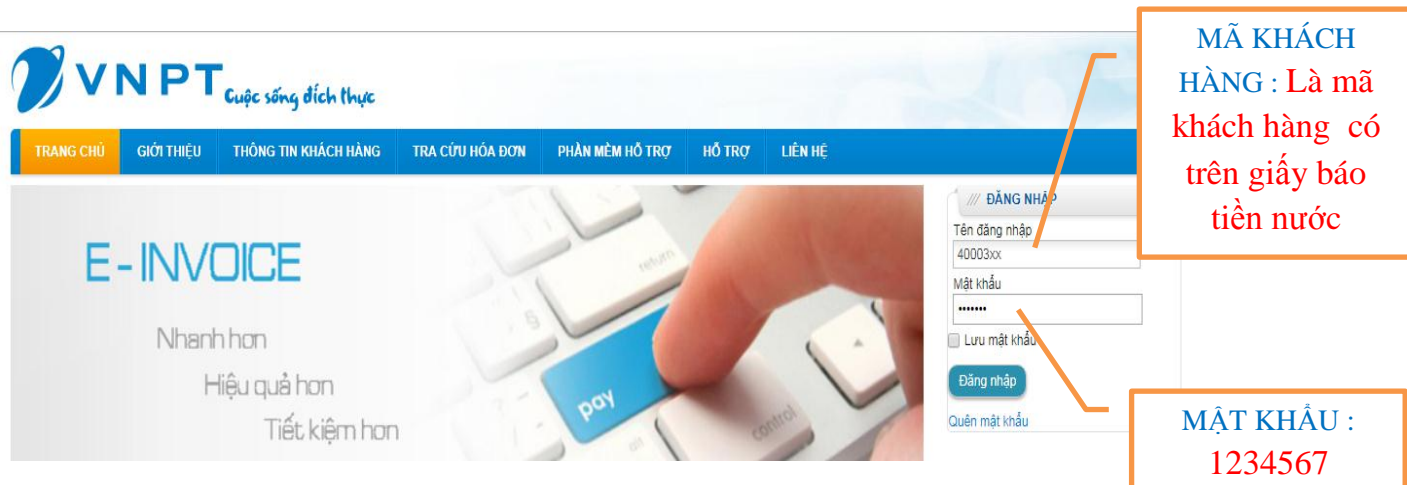 VNPT
Cuộc sống đích thực
TRANG CHỦ GIỚI THIỆU THÔNG TIN KHÁCH HÀNG TRA CỨU HÓA ĐƠN PHẦN MỀM HỖ TRỢ HỖ TRỢ LIÊN HỆ
E-INVOICE
Nhanh hơn
Hiệu quả hơn
Tiết kiệm hơn
return
§
pay
alt
control
/// ĐĂNG NHẬP
Tên đăng nhập
40003xx
Mật khẩu
•••••••
Lưu mật khẩu
Đăng nhập
Quên mật khẩu
MÃ KHÁCH
HÀNG : Là mã
khách hàng có
trên giấy báo
tiền nước
MẬT KHẨU :
1234567